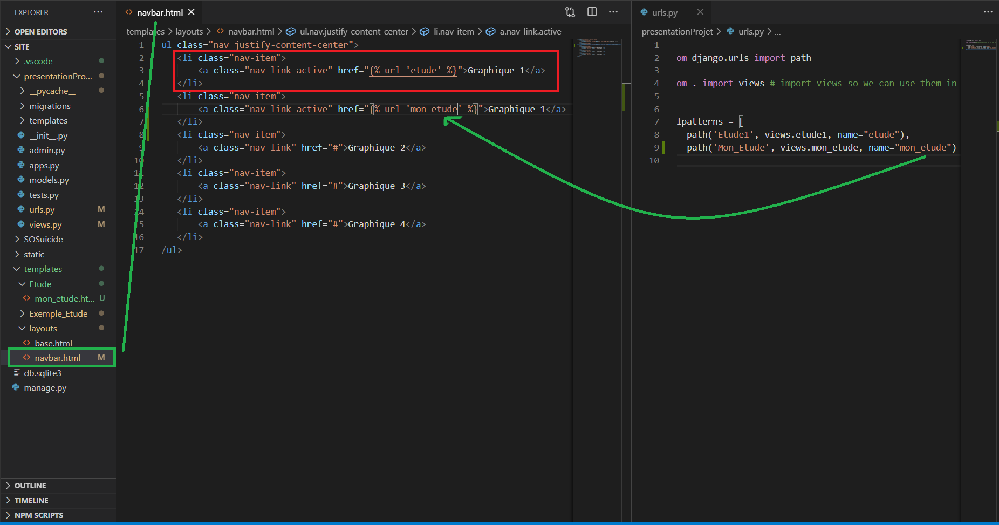 EXPLORER
OPEN EDITORS
SITE
.vscode
presentationPro...
__pycache__
migrations
templates
__init__.py
admin.py
apps.py
models.py
tests.py
urls.py M
views.py M
SOSuicide
static
templates
Etude
mon_etude.ht... U
Exemple_Etude
layouts
base.html
navbar.html M
db.sqlite3
manage.py
OUTLINE
TIMELINE
NPM SCRIPTS
navbar.html
templates > layouts > navbar.html > ul.nav.justify-content-center > li.nav-item > a.nav-link.active
1 ul class="nav justify-content-center">
2 <li class="nav-item">
3 <a class="nav-link active" href="{% url 'etude' %}">Graphique 1</a>
4 </li>
5 <li class="nav-item">
6 <a class="nav-link active" href="{% url 'mon_etude' %}">Graphique 1</a>
7 </li>
8 <li class="nav-item">
9 <a class="nav-link" href="#">Graphique 2</a>
10 </li>
11 <li class="nav-item">
12 <a class="nav-link" href="#">Graphique 3</a>
13 </li>
14 <li class="nav-item">
15 <a class="nav-link" href="#">Graphique 4</a>
16 </li>
17 /ul>
urls.py
presentationProjet > urls.py > ...
1
2 om django.urls import path
3
4 om . import views # import views so we can use them in
5
6
7 lpatterns = [
8 path('Etude1', views.etude1, name="etude"),
9 path('Mon_Etude', views.mon_etude, name="mon_etude")
10